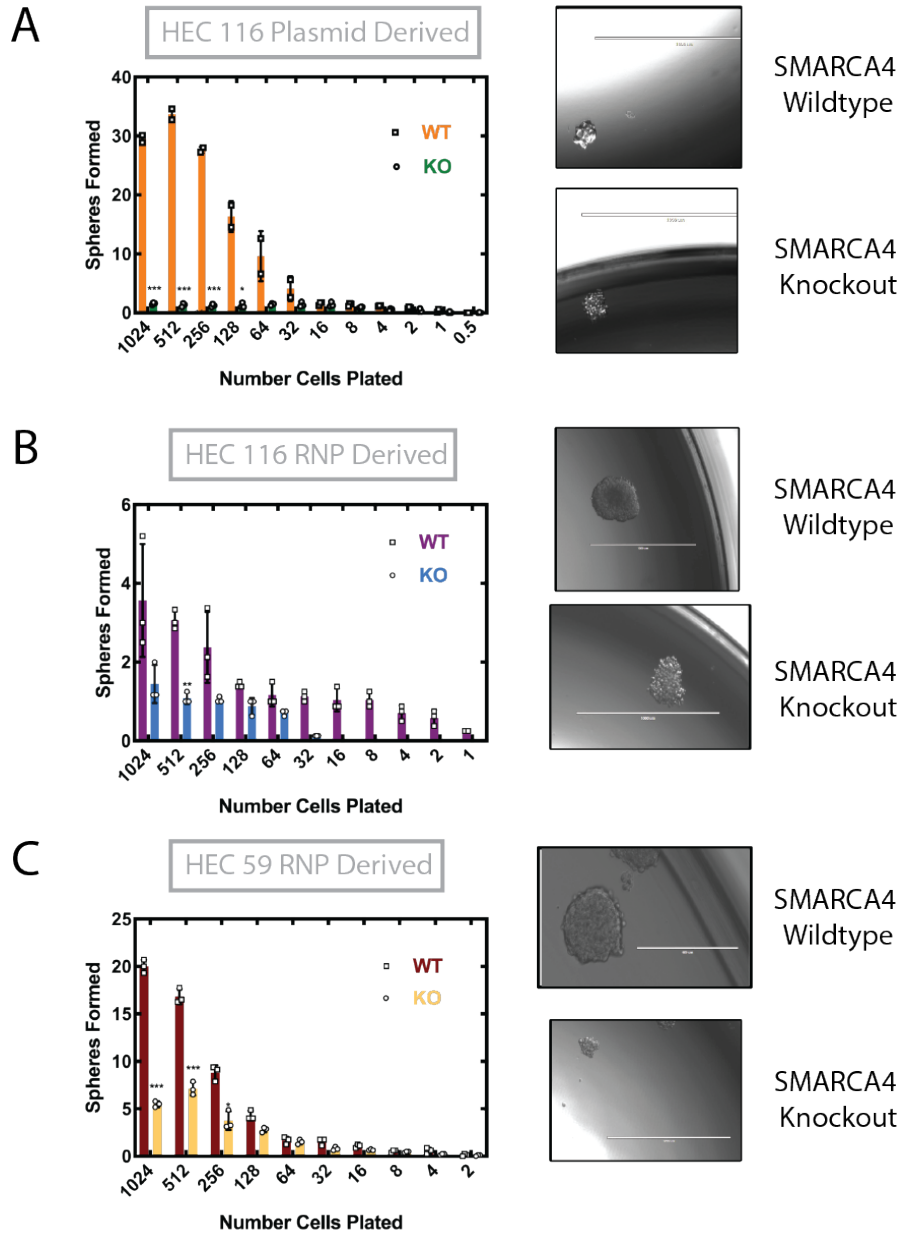 A
HEC 116 Plasmid Derived
Spheres Formed
40
30
20
10
0
WT
KO
***
***
***
*
1024
512
256
128
64
32
16
8
4
2
1
0.5
Number Cells Plated
SMARCA4
Wildtype
SMARCA4
Knockout
B
HEC 116 RNP Derived
Spheres Formed
6
4
2
0
WT
KO
**
1024
512
256
128
64
32
16
8
4
2
1
Number Cells Plated
SMARCA4
Wildtype
SMARCA4
Knockout
C
HEC 59 RNP Derived
Spheres Formed
25
20
15
10
5
0
WT
KO
***
***
*
1024
512
256
128
64
32
16
8
4
2
Number Cells Plated
SMARCA4
Wildtype
SMARCA4
Knockout